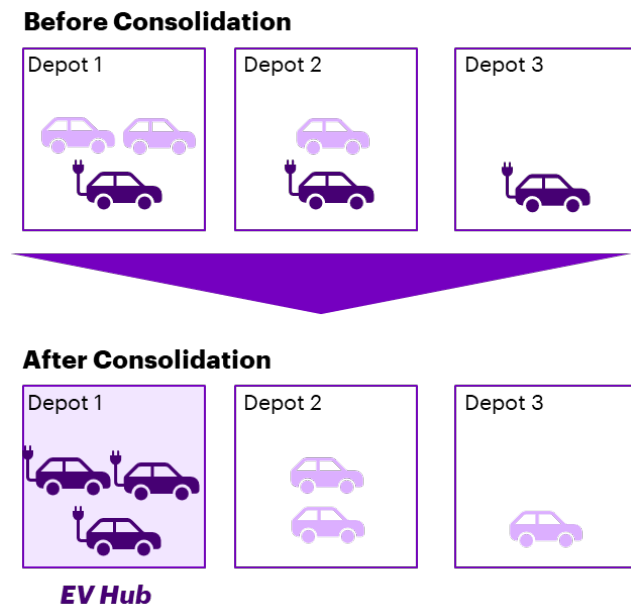 Before Consolidation
Depot 1
Depot 2
Depot 3
After Consolidation
Depot 1
Depot 2
Depot 3
EV Hub